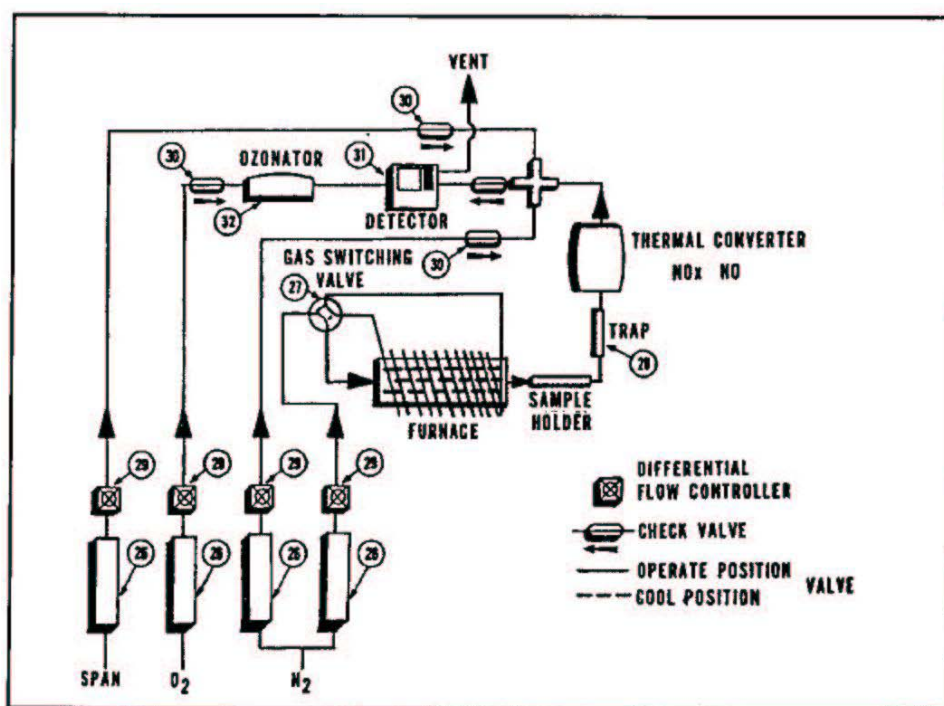 VENT
30
30
OZONATOR
31
32
DETECTOR
30
THERMAL CONVERTER
NOx NO
GAS SWITCHING
VALVE
27
TRAP
28
SAMPLE
HOLDER
FURNACE
29
29
29
29
DIFFERENTIAL
FLOW CONTROLLER
CHECK VALVE
OPERATE POSITION
COOL POSITION
VALVE
26
26
26
26
SPAN
O2
N2